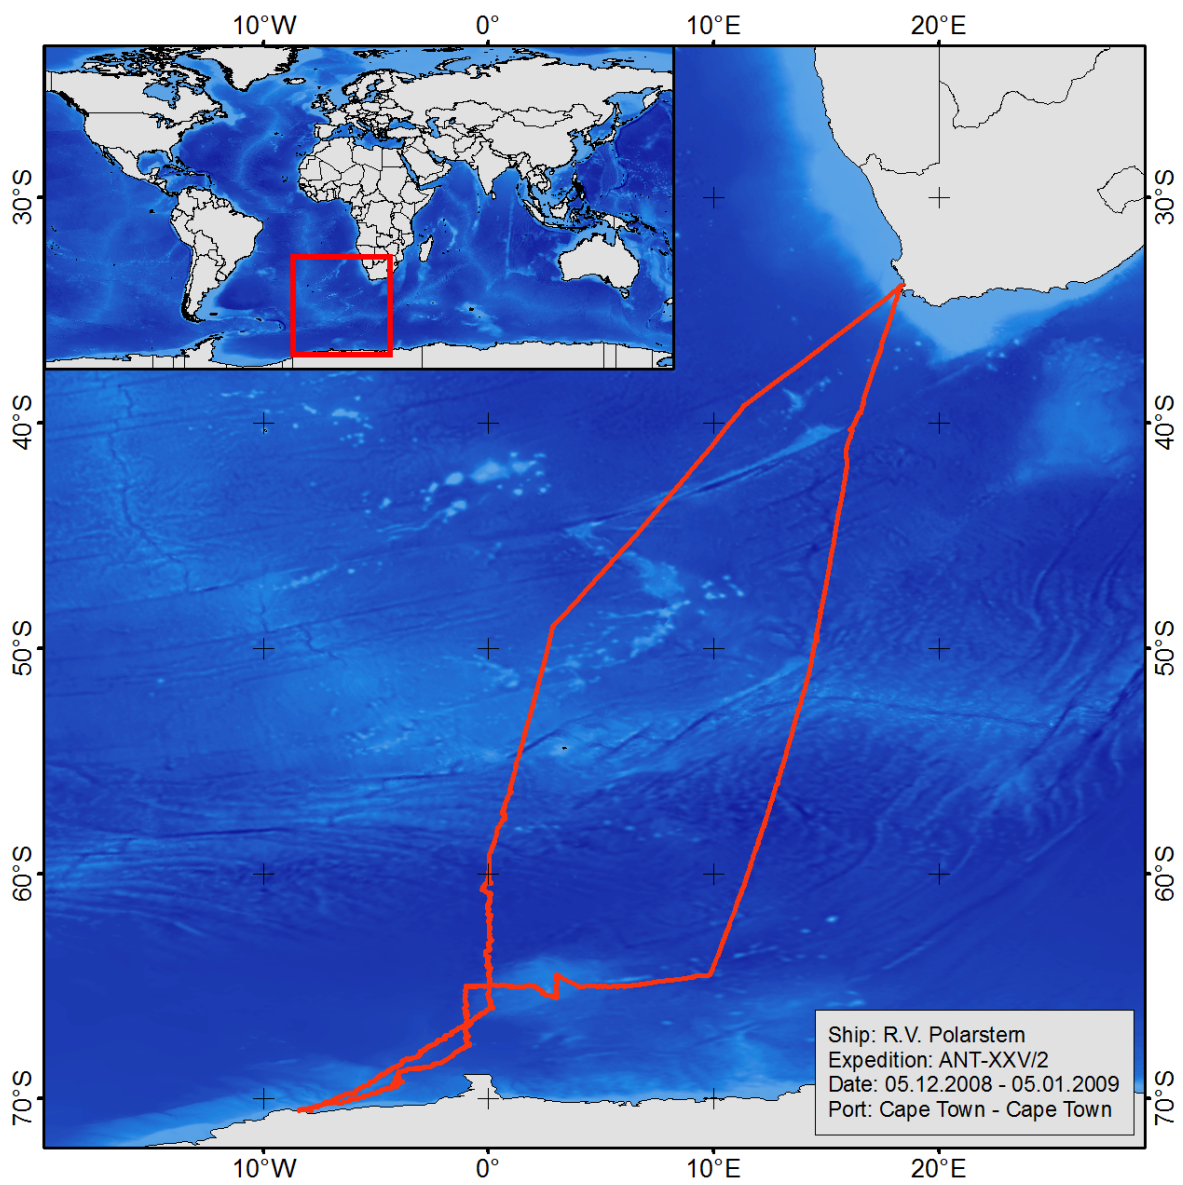 10°W 0° 10°E 20°E
30°S 30°S
40°S 40°S
50°S 50°S
60°S 60°S
70°S 70°S
Ship: R.V. Polarstern
Expedition: ANT-XXV/2
Date: 05.12.2008 - 05.01.2009
Port: Cape Town - Cape Town
10°W 0° 10°E 20°E